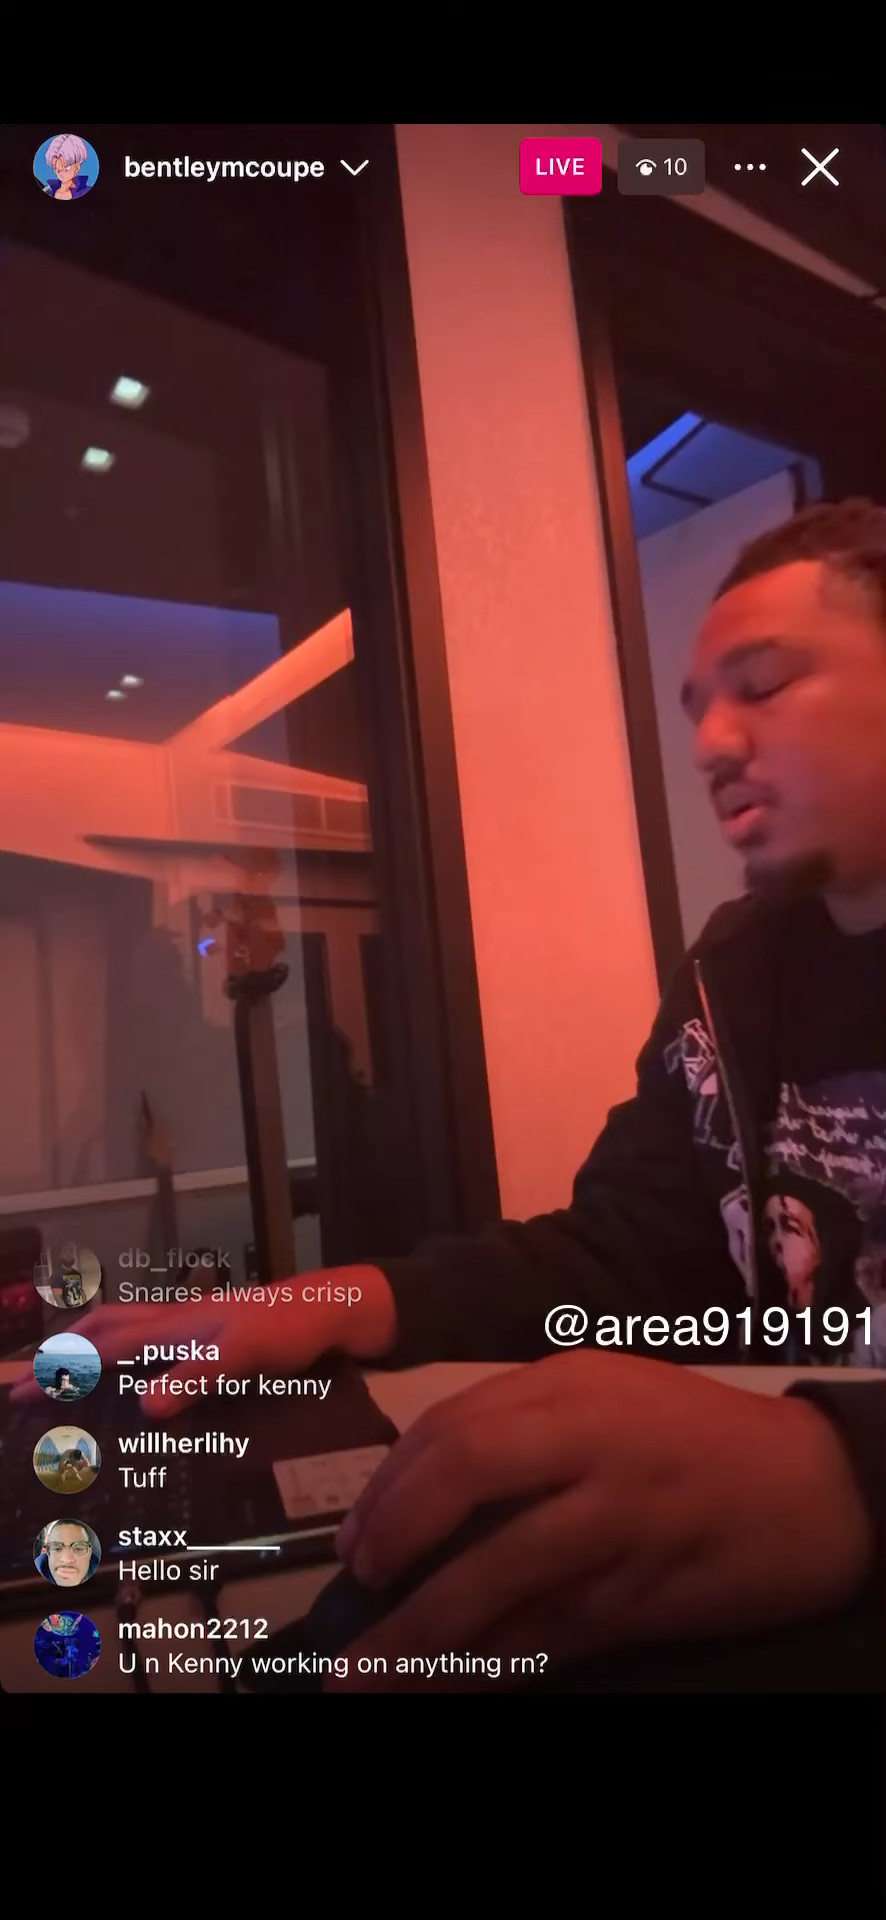 bentleymcoupe
LIVE
10
db_flock
Snares always crisp
_.puska
Perfect for kenny
@area919191
willherlihy
Tuff
staxx______
Hello sir
mahon2212
U n Kenny working on anything rn?